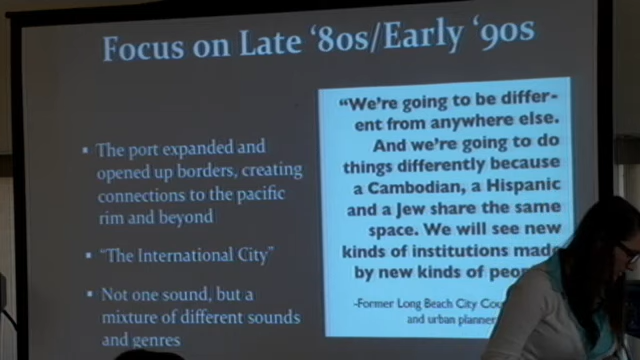 Focus on Late '80s/Early '90s
▪ The port expanded and
opened up borders, creating
connections to the pacific
rim and beyond
▪ "The International City"
▪ Not one sound, but a
mixture of different sounds
and genres
"We're going to be differ-
ent from anywhere else.
And we're going to do
things differently because
a Cambodian, a Hispanic
and a Jew share the same
space. We will see new
kinds of institutions made
by new kinds of
-Former Long Beach City
and urban planner